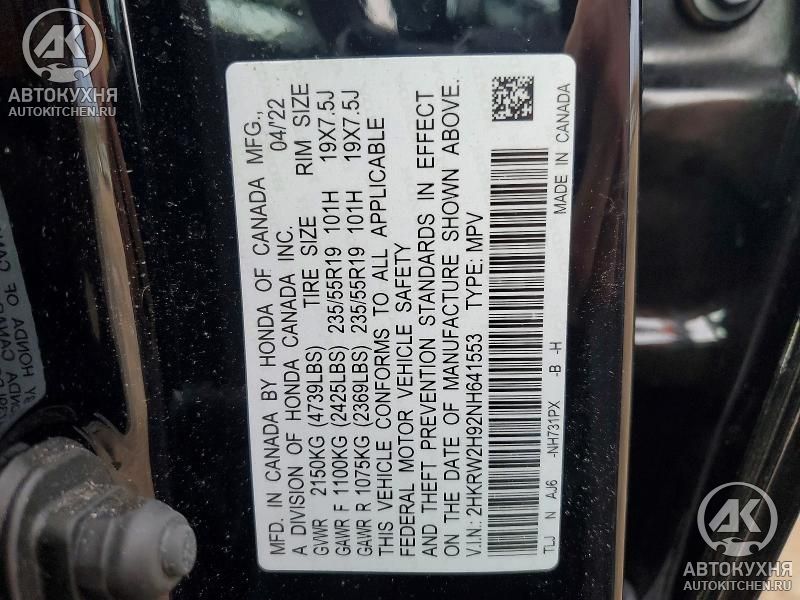 АК
АВТОКУХНЯ
AUTOKITCHEN.RU
MFD. IN CANADA BY HONDA OF CANADA MFG.,
A DIVISION OF HONDA CANADA INC. 04/'22
GVWR 2150KG (4739LBS) TIRE SIZE RIM SIZE
GAWR F 1100KG (2425LBS) 235/55R19 101H 19X7.5J
GAWR R 1075KG (2369LBS) 235/55R19 101H 19X7.5J
THIS VEHICLE CONFORMS TO ALL APPLICABLE
FEDERAL MOTOR VEHICLE SAFETY
AND THEFT PREVENTION STANDARDS IN EFFECT
ON THE DATE OF MANUFACTURE SHOWN ABOVE.
V.I.N.: 2HKRW2H92NH641553 TYPE: MPV
TLJ N AJ6 -NH731PX -B -H MADE IN CANADA
АК
АВТОКУХНЯ
AUTOKITCHEN.RU